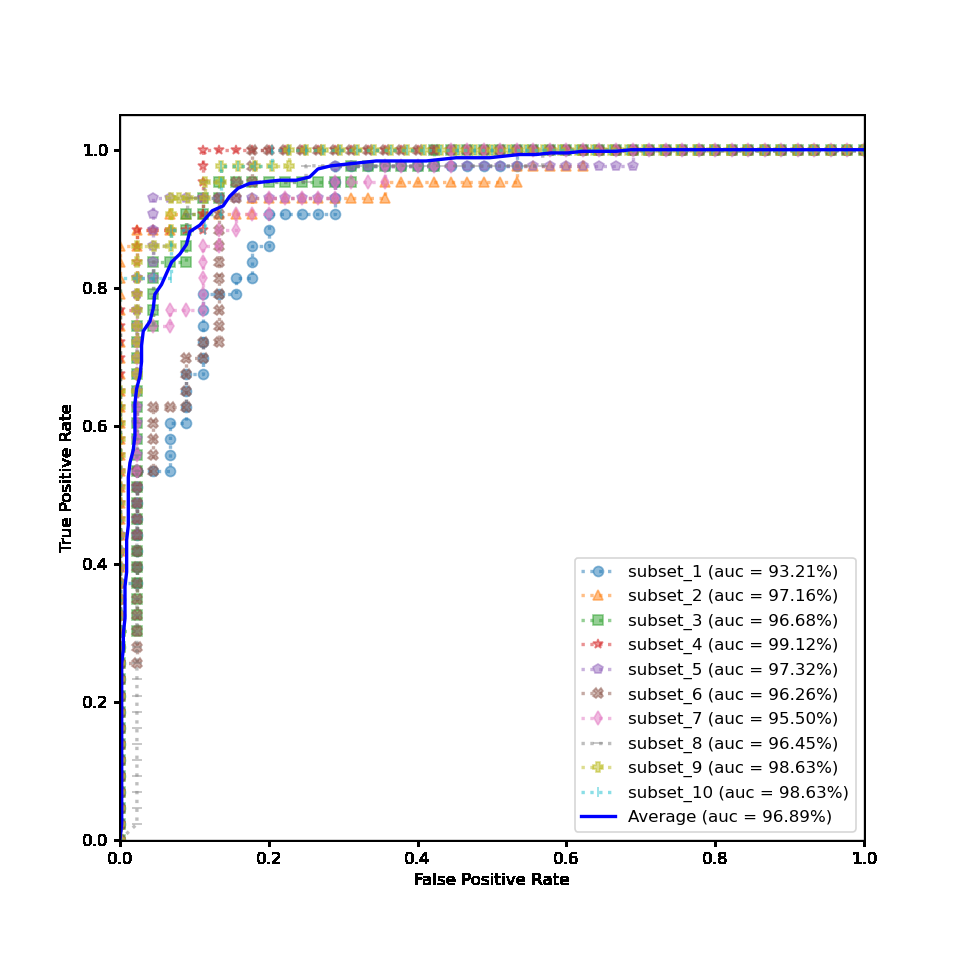 1.0
0.8
0.6
0.4
0.2
0.0
True Positive Rate
0.0 0.2 0.4 0.6 0.8 1.0
False Positive Rate
subset_1 (auc = 93.21%)
subset_2 (auc = 97.16%)
subset_3 (auc = 96.68%)
subset_4 (auc = 99.12%)
subset_5 (auc = 97.32%)
subset_6 (auc = 96.26%)
subset_7 (auc = 95.50%)
subset_8 (auc = 96.45%)
subset_9 (auc = 98.63%)
subset_10 (auc = 98.63%)
Average (auc = 96.89%)